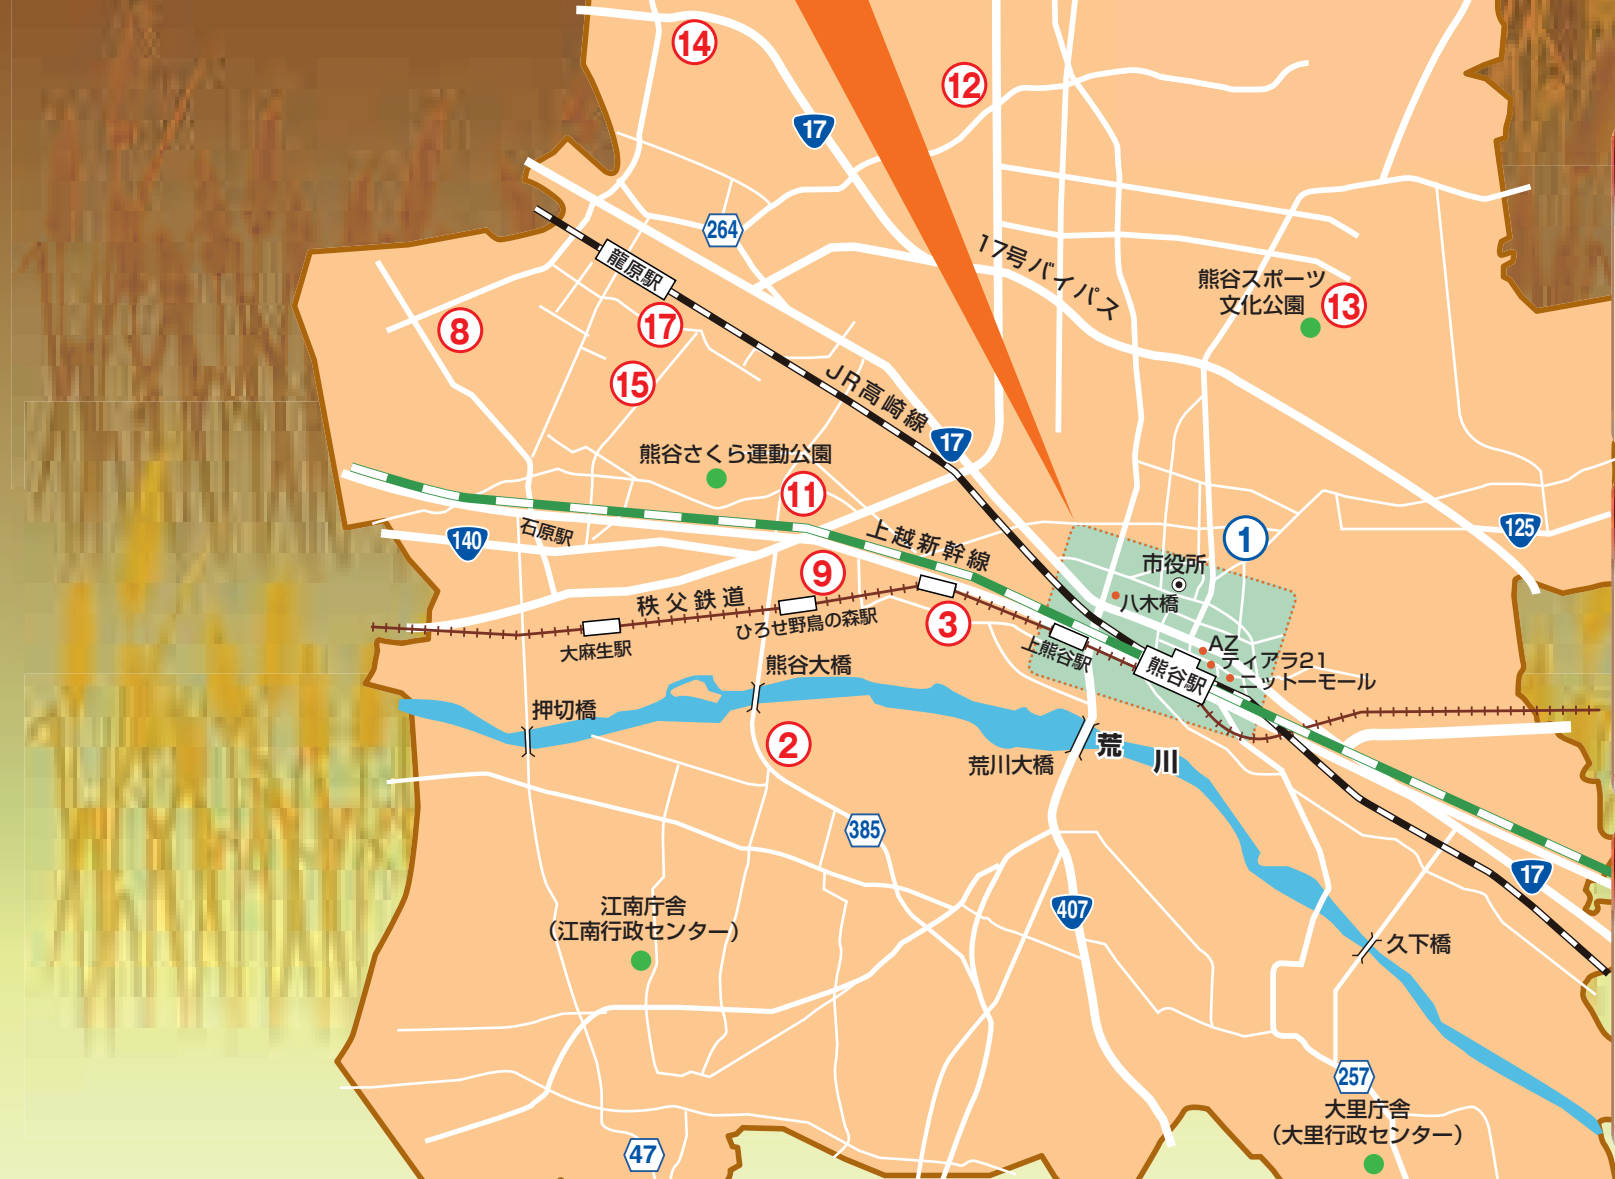 14
12
17
264
17号バイパス
熊谷スポーツ
文化公園
13
龍原駅
17
8
15
JR高崎線
17
熊谷さくら運動公園
11
125
140
石原駅
上越新幹線
1
市役所
9
八木橋
秩父鉄道
ひろせ野鳥の森駅
3
大麻生駅
上熊谷駅
熊谷駅
AZ
ティアラ21
ニットーモール
熊谷大橋
押切橋
2
荒川大橋
荒川
385
17
407
江南庁舎
（江南行政センター）
久下橋
257
大里庁舎
（大里行政センター）
47